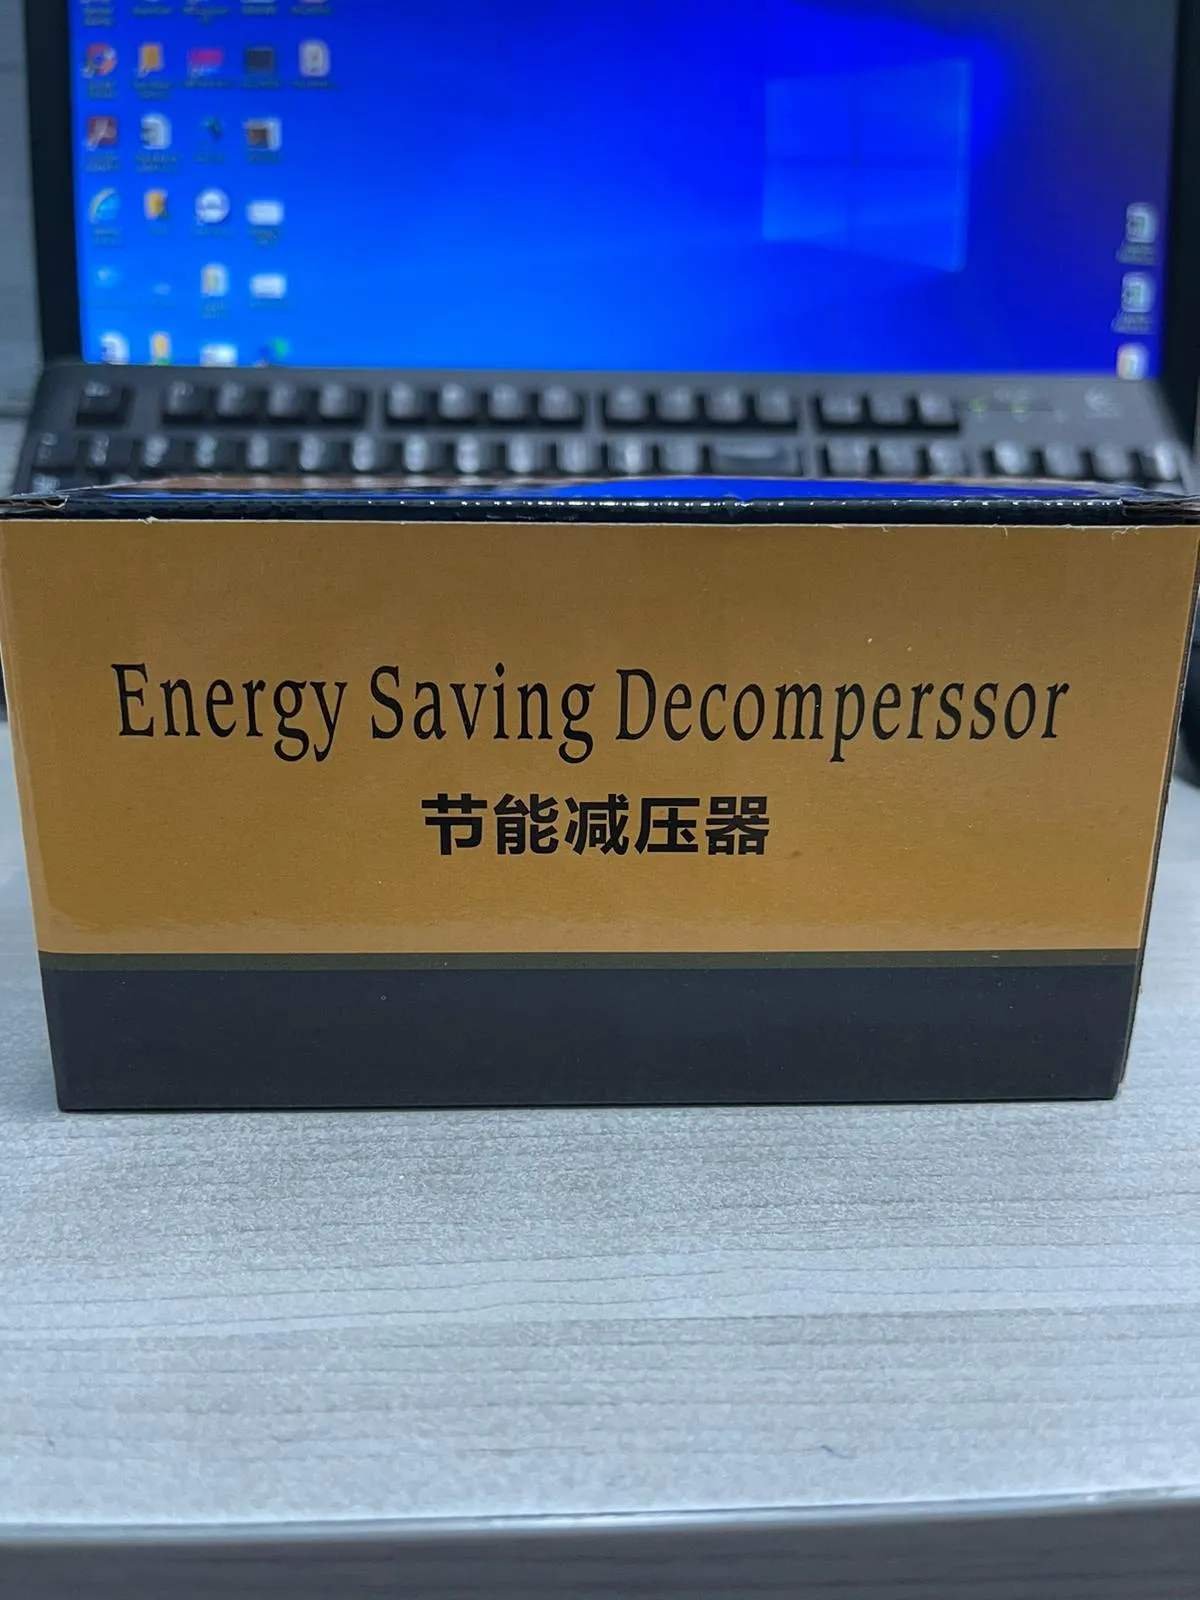 Energy Saving Decomperssor
节能减压器